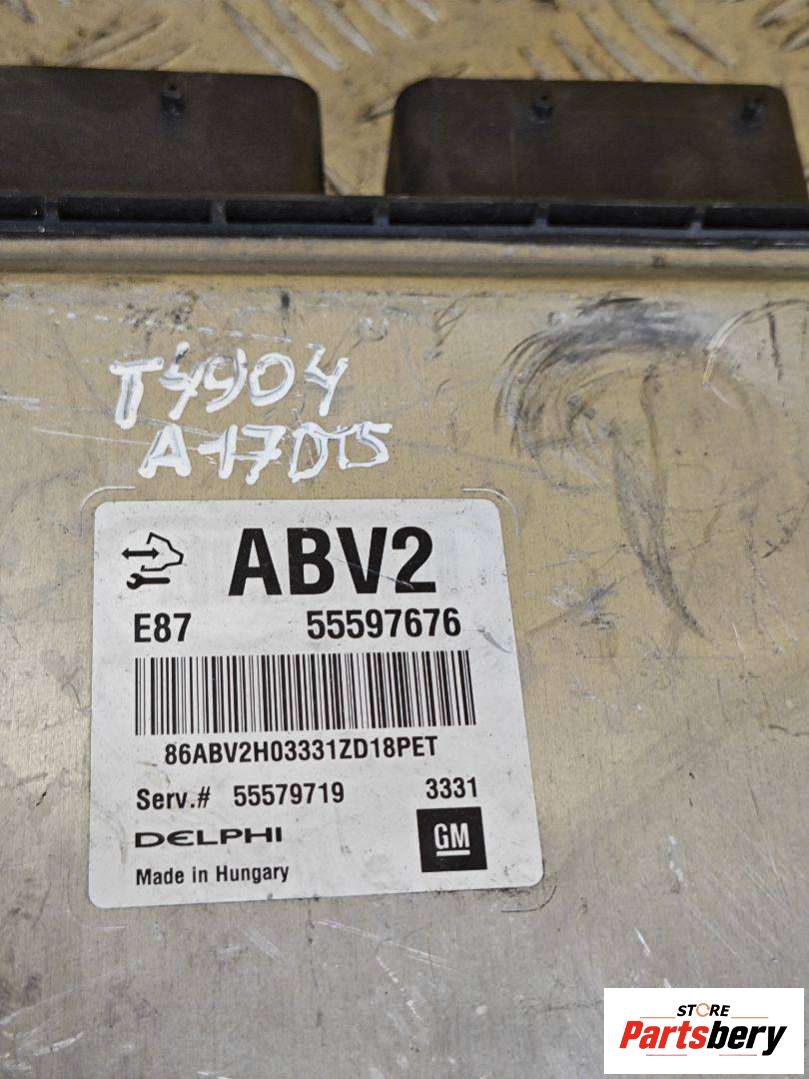 T4904
A17DTS
ABV2
E87 55597676
86ABV2H03331ZD18PET
Serv.# 55579719 3331
DELPHI GM
Made in Hungary
STORE
Partsbery